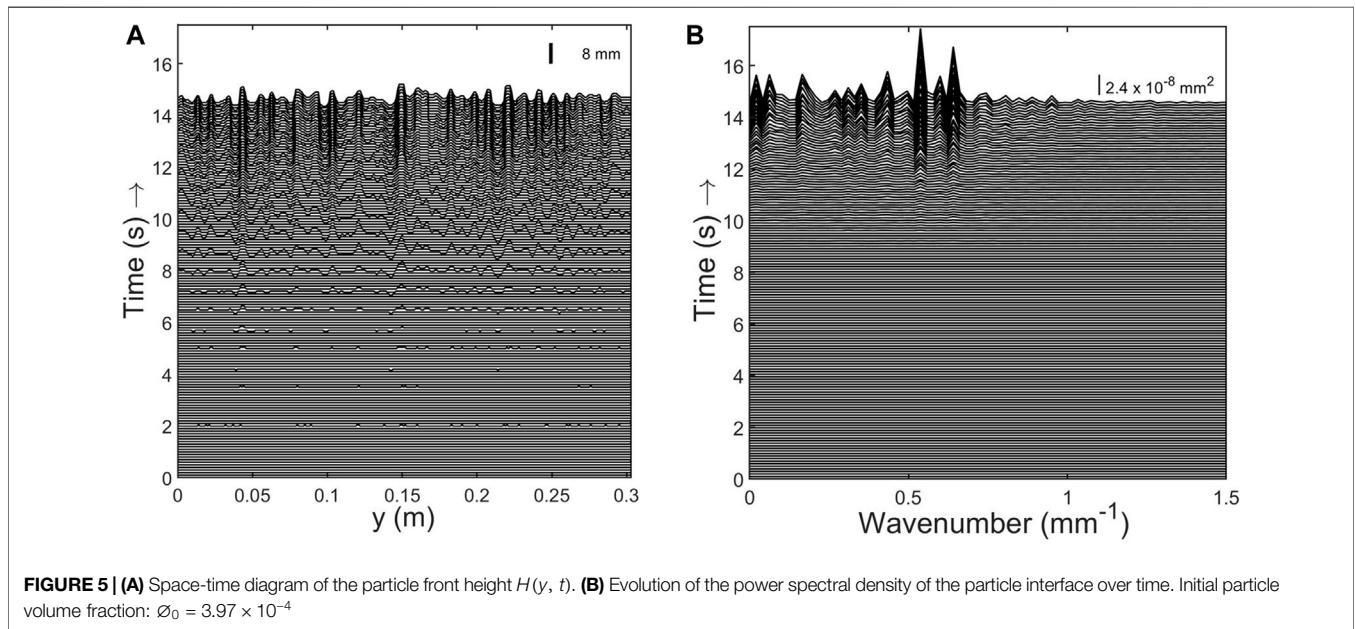 A
8 mm
16
14
12
10
8
6
4
2
0
Time (s) →
0 0.05 0.1 0.15 0.2 0.25 0.3
y (m)
B
2.4 x 10⁻⁸ mm²
16
14
12
10
8
6
4
2
0
Time (s) →
0 0.5 1 1.5
Wavenumber (mm⁻¹)
FIGURE 5 | (A) Space-time diagram of the particle front height H(y, t). (B) Evolution of the power spectral density of the particle interface over time. Initial particle
volume fraction: ∅₀ = 3.97 × 10⁻⁴